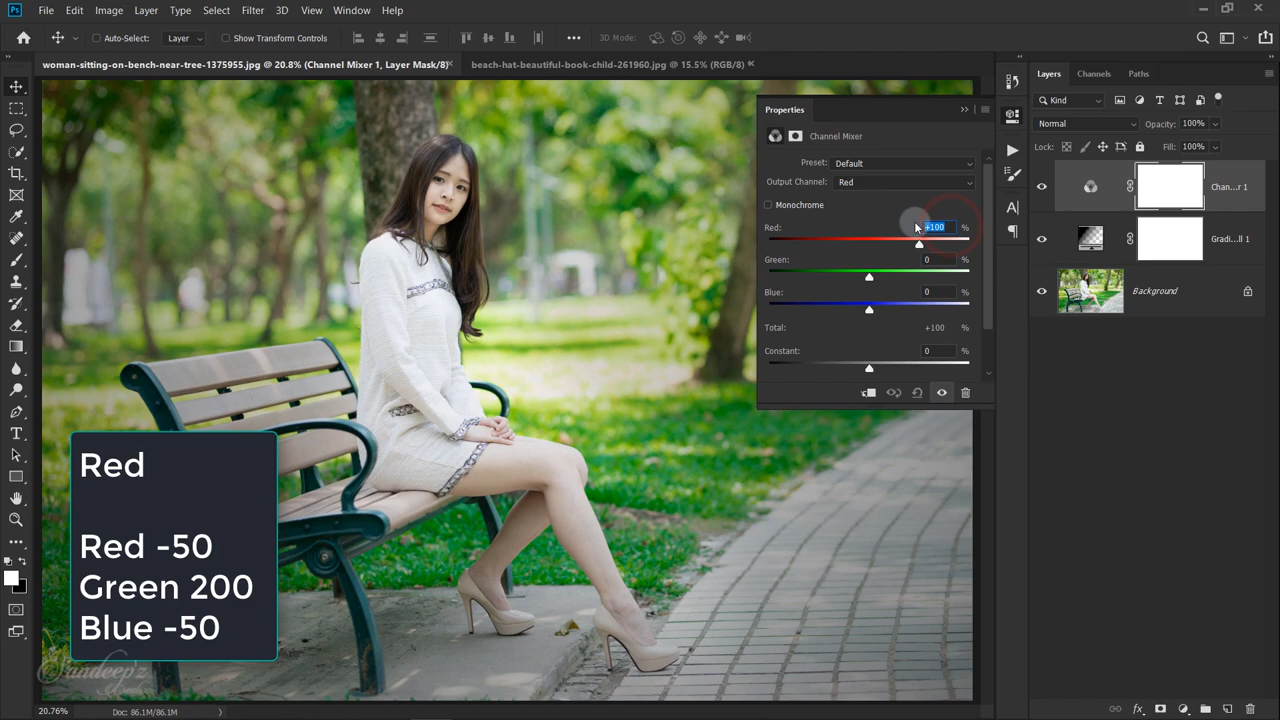 Ps File Edit Image Layer Type Select Filter 3D View Window Help
Auto-Select: Layer Show Transform Controls 3D Mode:
woman-sitting-on-bench-near-tree-1375955.jpg @ 20.8% (Channel Mixer 1, Layer Mask/8)
beach-hat-beautiful-book-child-261960.jpg @ 15.5% (RGB/8)
Properties
Channel Mixer
Preset: Default
Output Channel: Red
Monochrome
Red: +100 %
Green: 0 %
Blue: 0 %
Total: +100 %
Constant: 0 %
Layers Channels Paths
Kind
Normal Opacity: 100%
Lock: Fill: 100%
Chan...r 1
Gradi...ll 1
Background
Red
Red -50
Green 200
Blue -50
Sandeep'z
20.76% Doc: 86.1M/86.1M